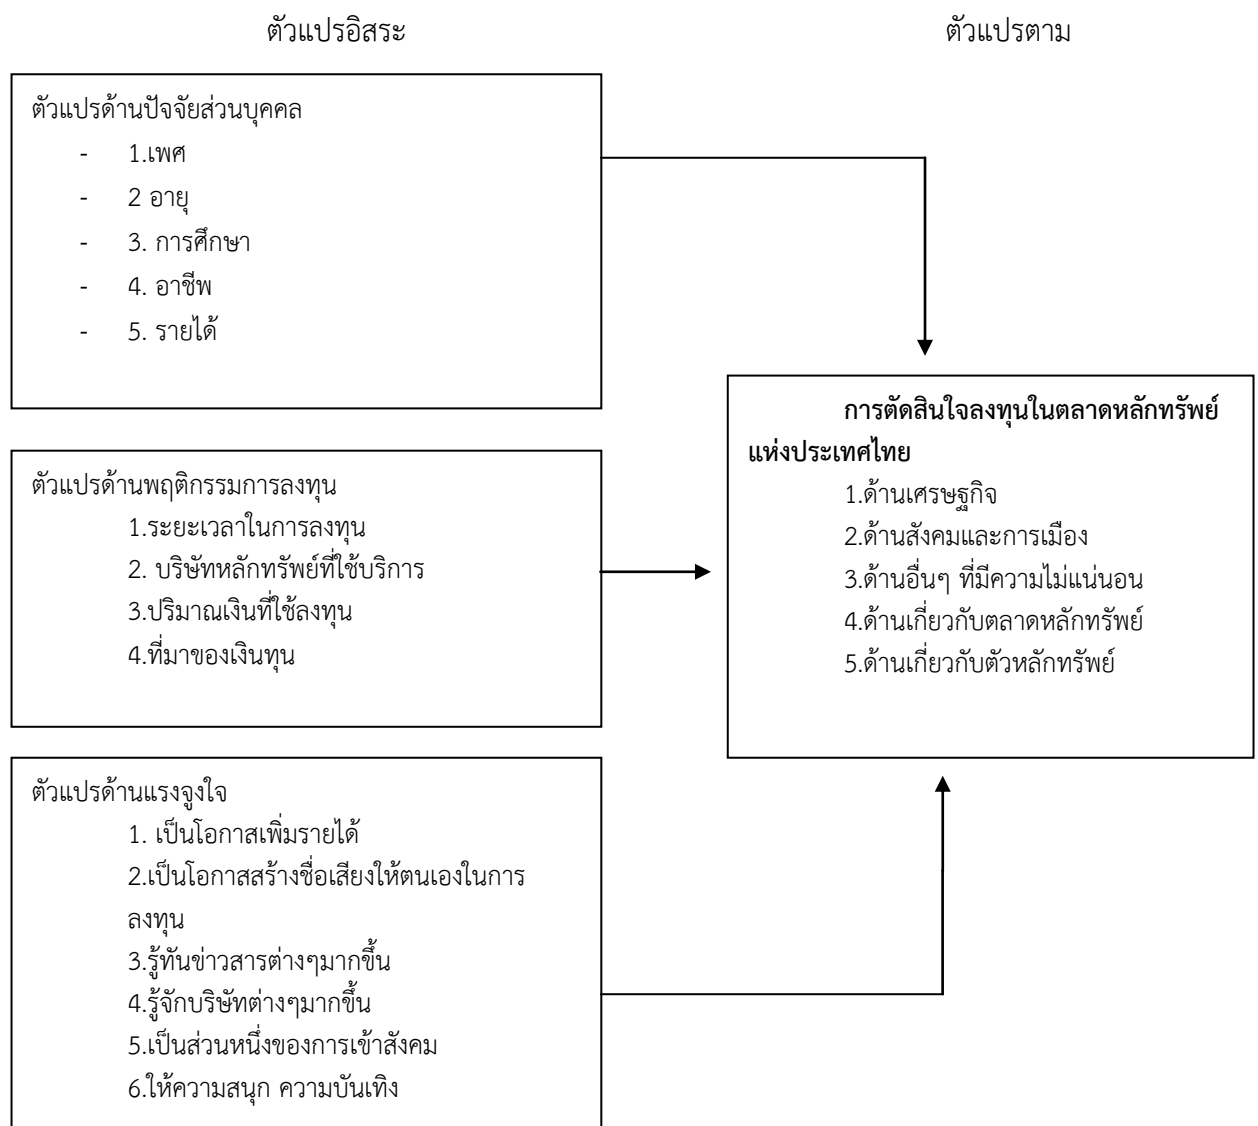 ตัวแปรอิสระ
ตัวแปรตาม
ตัวแปรด้านปัจจัยส่วนบุคคล
- 1.เพศ
- 2 อายุ
- 3. การศึกษา
- 4. อาชีพ
- 5. รายได้
ตัวแปรด้านพฤติกรรมการลงทุน
1.ระยะเวลาในการลงทุน
2. บริษัทหลักทรัพย์ที่ใช้บริการ
3.ปริมาณเงินที่ใช้ลงทุน
4.ที่มาของเงินทุน
ตัวแปรด้านแรงจูงใจ
1. เป็นโอกาสเพิ่มรายได้
2.เป็นโอกาสสร้างชื่อเสียงให้ตนเองในการ
ลงทุน
3.รู้ทันข่าวสารต่างๆมากขึ้น
4.รู้จักบริษัทต่างๆมากขึ้น
5.เป็นส่วนหนึ่งของการเข้าสังคม
6.ให้ความสนุก ความบันเทิง
การตัดสินใจลงทุนในตลาดหลักทรัพย์
แห่งประเทศไทย
1.ด้านเศรษฐกิจ
2.ด้านสังคมและการเมือง
3.ด้านอื่นๆ ที่มีความไม่แน่นอน
4.ด้านเกี่ยวกับตลาดหลักทรัพย์
5.ด้านเกี่ยวกับตัวหลักทรัพย์